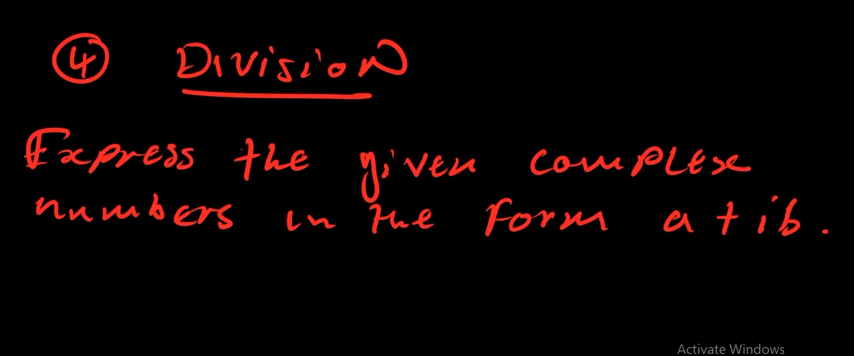 ④ Division
Express the given complex
numbers in the form a + ib.
Activate Windows